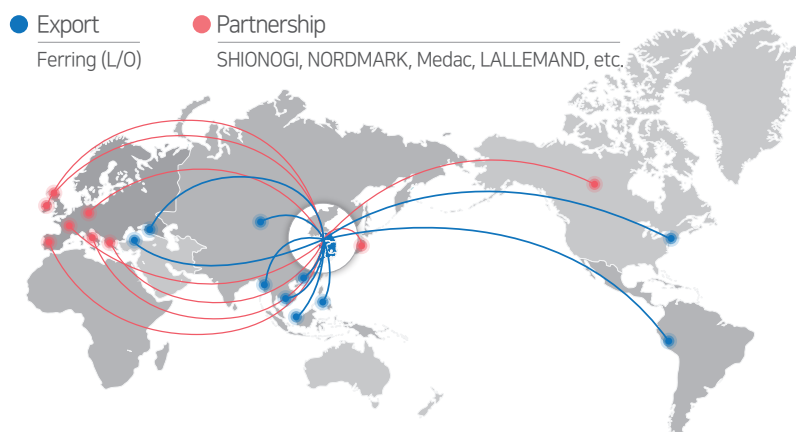 Export
Partnership
Ferring (L/O)
SHIONOGI, NORDMARK, Medac, LALLEMAND, etc.